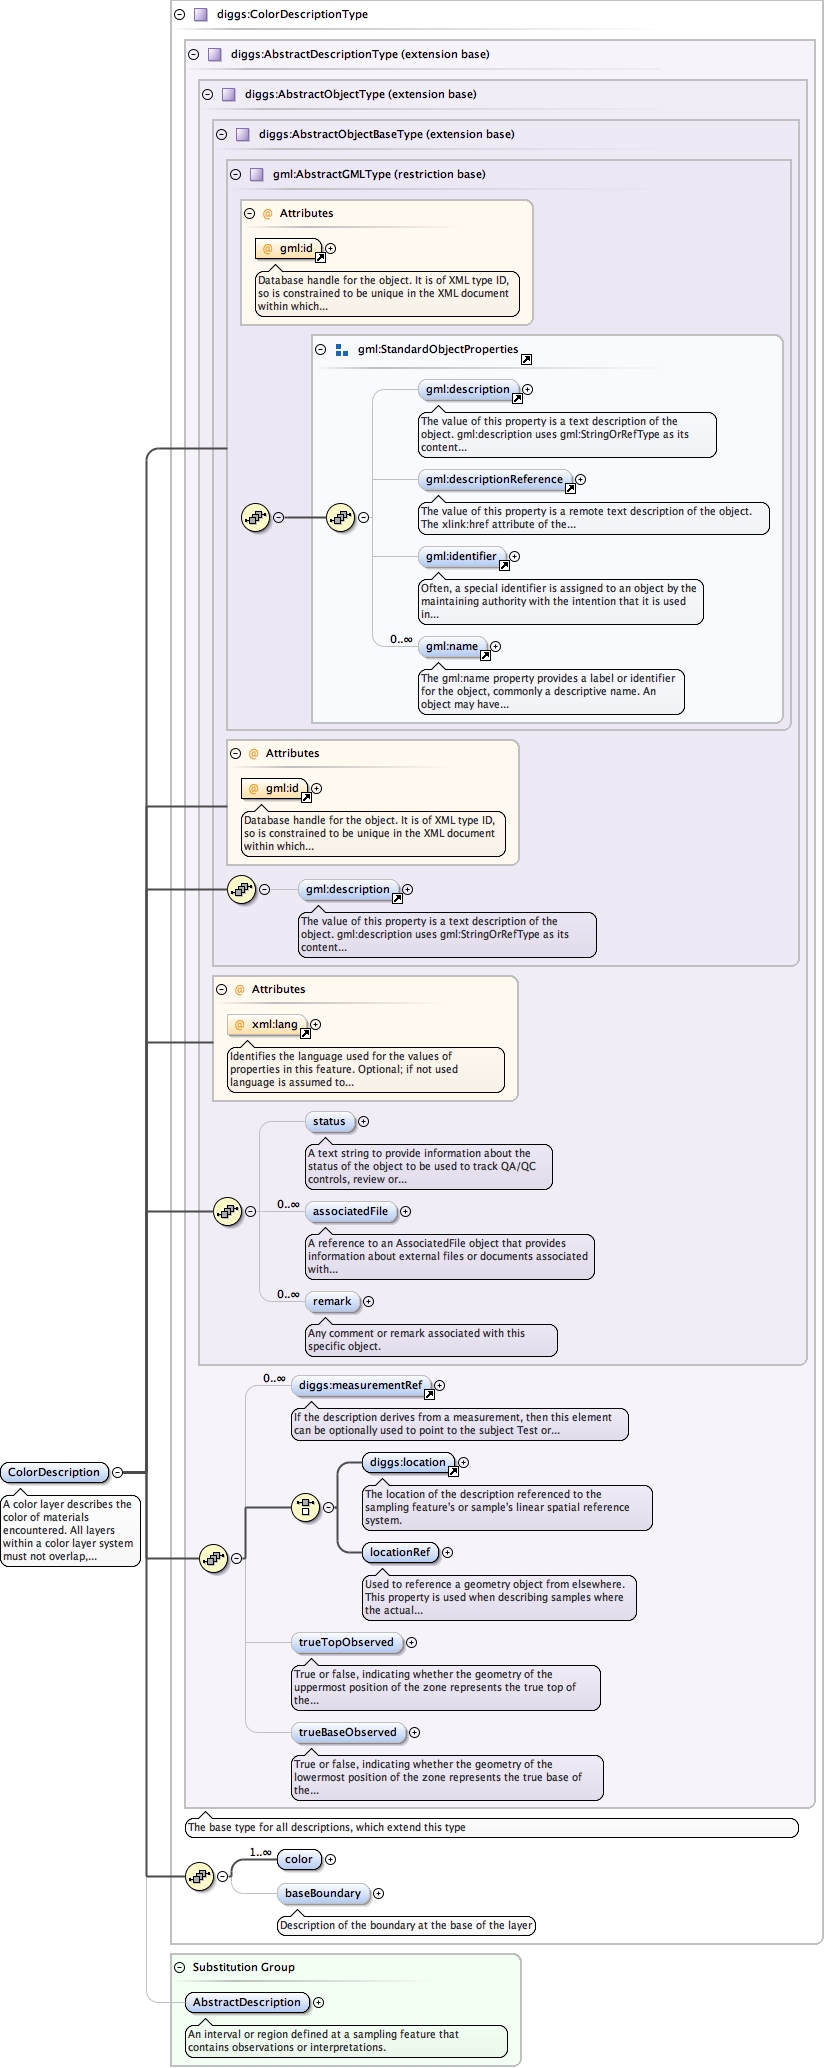 diggs:ColorDescriptionType
diggs:AbstractDescriptionType (extension base)
diggs:AbstractObjectType (extension base)
diggs:AbstractObjectBaseType (extension base)
gml:AbstractGMLType (restriction base)
@ Attributes
@ gml:id
Database handle for the object. It is of XML type ID,
so is constrained to be unique in the XML document
within which...
gml:StandardObjectProperties
gml:description
The value of this property is a text description of the
object. gml:description uses gml:StringOrRefType as its
content...
gml:descriptionReference
The value of this property is a remote text description of the object.
The xlink:href attribute of the...
gml:identifier
Often, a special identifier is assigned to an object by the
maintaining authority with the intention that it is used
in...
0..∞
gml:name
The gml:name property provides a label or identifier
for the object, commonly a descriptive name. An
object may have...
@ Attributes
@ gml:id
Database handle for the object. It is of XML type ID,
so is constrained to be unique in the XML document
within which...
gml:description
The value of this property is a text description of the
object. gml:description uses gml:StringOrRefType as its
content...
@ Attributes
@ xml:lang
Identifies the language used for the values of
properties in this feature. Optional; if not used
language is assumed to...
status
A text string to provide information about the
status of the object to be used to track QA/QC
controls, review or...
0..∞
associatedFile
A reference to an AssociatedFile object that provides
information about external files or documents associated
with...
0..∞
remark
Any comment or remark associated with this
specific object.
0..∞
diggs:measurementRef
If the description derives from a measurement, then this element
can be optionally used to point to the subject Test or...
diggs:location
The location of the description referenced to the
sampling feature's or sample's linear spatial reference
system.
ColorDescription
A color layer describes the
color of materials
encountered. All layers
within a color layer system
must not overlap,...
locationRef
Used to reference a geometry object from elsewhere.
This property is used when describing samples where
the actual...
trueTopObserved
True or false, indicating whether the geometry of the
uppermost position of the zone represents the true top of
the...
trueBaseObserved
True or false, indicating whether the geometry of the
lowermost position of the zone represents the true base of
the...
The base type for all descriptions, which extend this type
1..∞
color
baseBoundary
Description of the boundary at the base of the layer
Substitution Group
AbstractDescription
An interval or region defined at a sampling feature that
contains observations or interpretations.